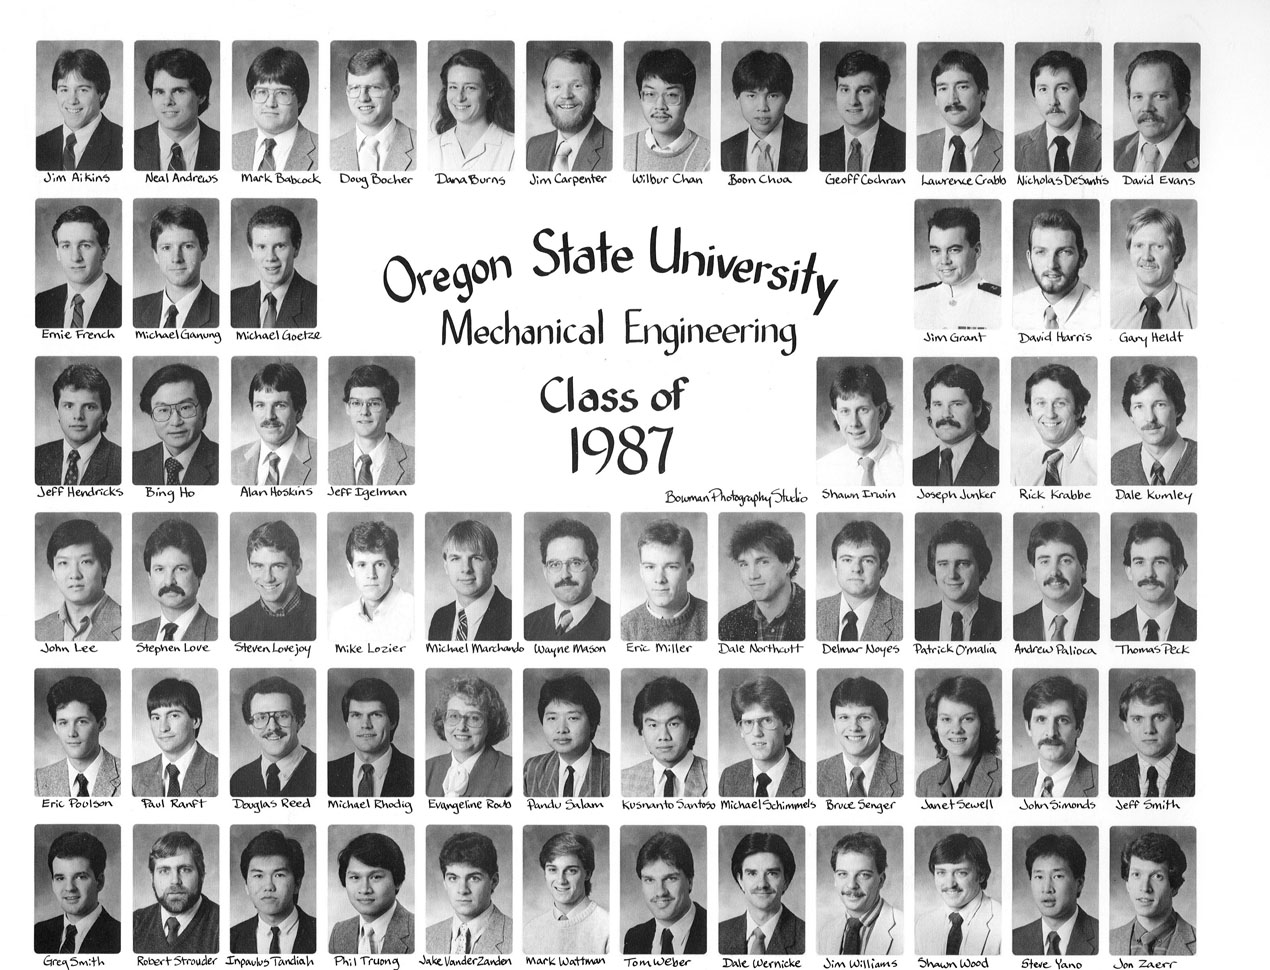 Jim Aikins Neal Andrews Mark Babcock Doug Bocher Dana Burns Jim Carpenter Wilbur Chan Boon Chua Geoff Cochran Lawrence Crabb Nicholas DeSantis David Evans
Oregon State University
Mechanical Engineering
Ernie French Michael Ganung Michael Goetze Jim Grant David Harris Gary Heldt
Class of
1987
Jeff Hendricks Bing Ho Alan Hoskins Jeff Igelman Shawn Irwin Joseph Junker Rick Krabbe Dale Kumley
Bowman Photography Studio
John Lee Stephen Love Steven Lovejoy Mike Lozier Michael Marchando Wayne Mason Eric Miller Dale Northcutt Delmar Noyes Patrick O'malia Andrew Palioca Thomas Peck
Eric Poulson Paul Ranft Douglas Reed Michael Rhodig Evangeline Roub Pandu Salam Kusnanto Santoso Michael Schimmels Bruce Senger Janet Sewell John Simonds Jeff Smith
Greg Smith Robert Strouder Inpaulus Tandiah Phil Truong Jake VanderZanden Mark Wattman Tom Weber Dale Wernicke Jim Williams Shawn Wood Steve Yano Jon Zaerr